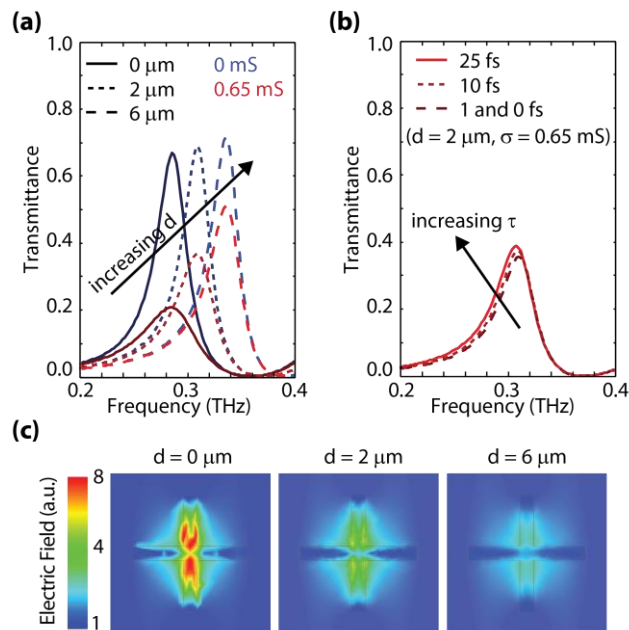 (a)
0 μm 0 mS
2 μm 0.65 mS
6 μm
increasing d
Transmittance
1.0
0.8
0.6
0.4
0.2
0.0
0.2 0.3 0.4
Frequency (THz)
(b)
25 fs
10 fs
1 and 0 fs
(d = 2 μm, σ = 0.65 mS)
increasing τ
Transmittance
1.0
0.8
0.6
0.4
0.2
0.0
0.2 0.3 0.4
Frequency (THz)
(c)
d = 0 μm d = 2 μm d = 6 μm
Electric Field (a.u.)
8
4
1